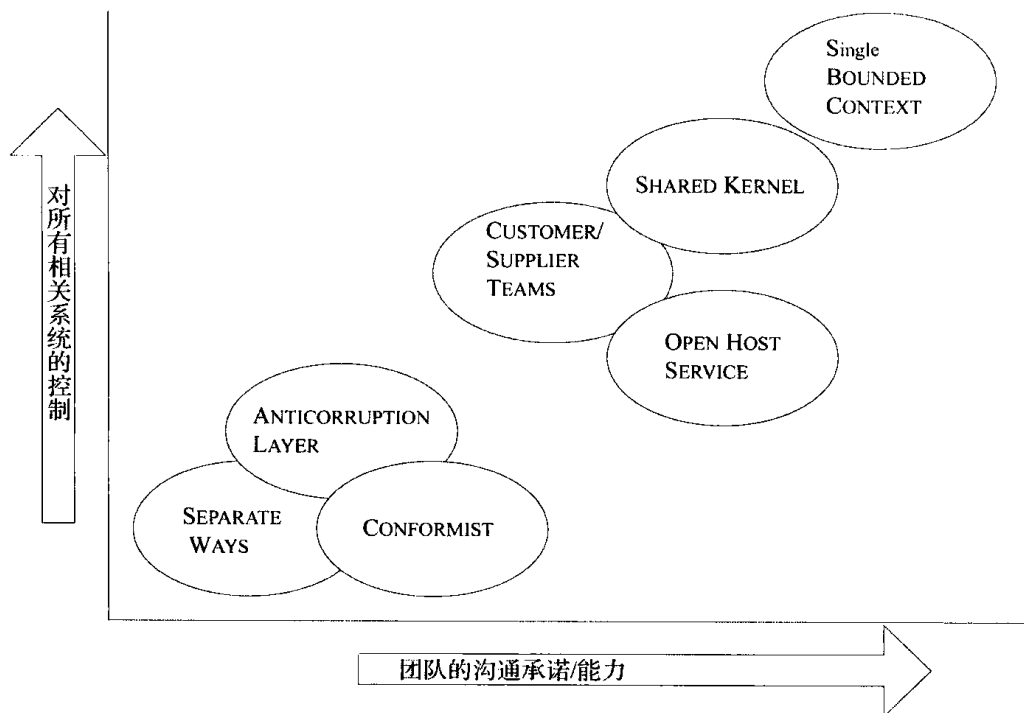 Single
BOUNDED
CONTEXT
SHARED KERNEL
CUSTOMER/
SUPPLIER
TEAMS
OPEN HOST
SERVICE
ANTICORRUPTION
LAYER
SEPARATE
WAYS
CONFORMIST
对所有相关系统的控制
团队的沟通承诺/能力